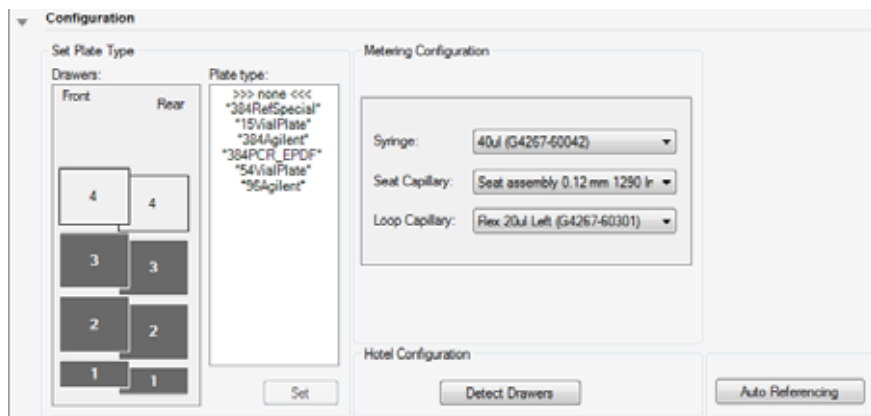 Configuration
Set Plate Type
Drawers:
Front
Rear
4
4
3
3
2
2
1
1
Plate type:
>>> none <<<
"384RefSpecial"
"15VialPlate"
"384Agilent"
"384PCR_EPDF"
"54VialPlate"
"96Agilent"
Set
Metering Configuration
Syringe: 40ul (G4267-60042)
Seat Capillary: Seat assembly 0.12 mm 1290 In
Loop Capillary: Flex 20ul Left (G4267-60301)
Hotel Configuration
Detect Drawers
Auto Referencing